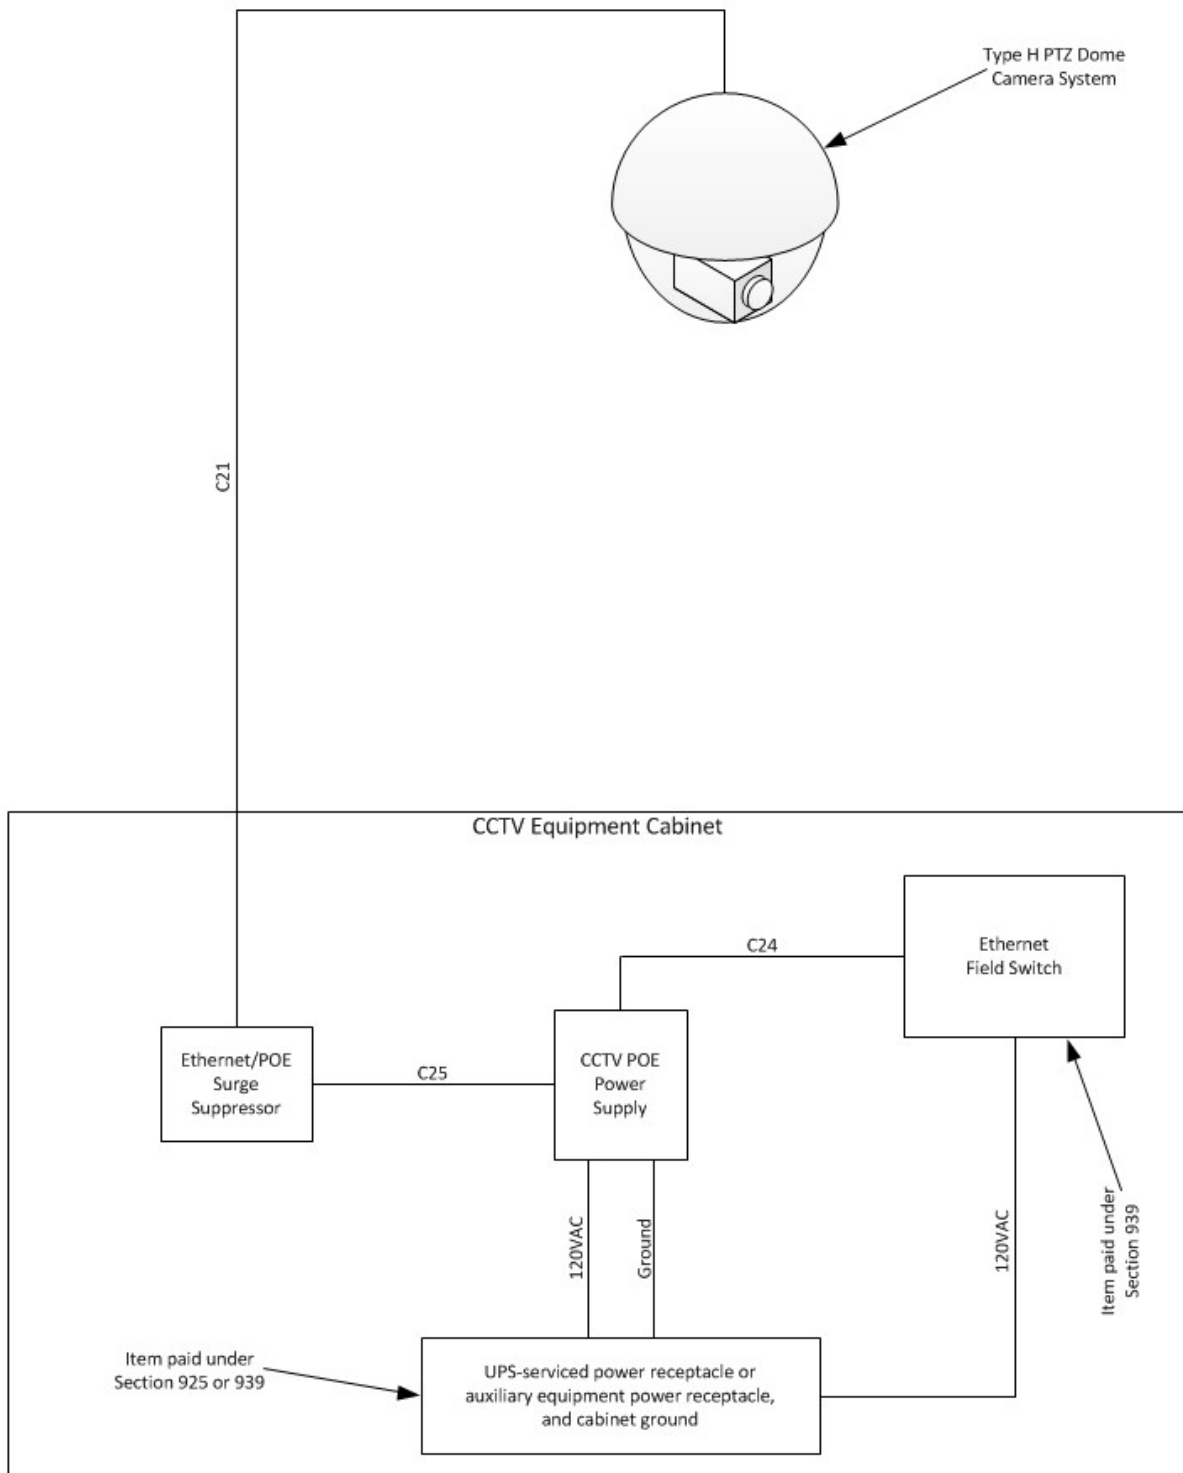 Type H PTZ Dome
Camera System
C21
CCTV Equipment Cabinet
C24
Ethernet
Field Switch
Ethernet/POE
Surge
Suppressor
C25
CCTV POE
Power
Supply
120VAC
Ground
120VAC
Item paid under
Section 939
Item paid under
Section 925 or 939
UPS-serviced power receptacle or
auxiliary equipment power receptacle,
and cabinet ground